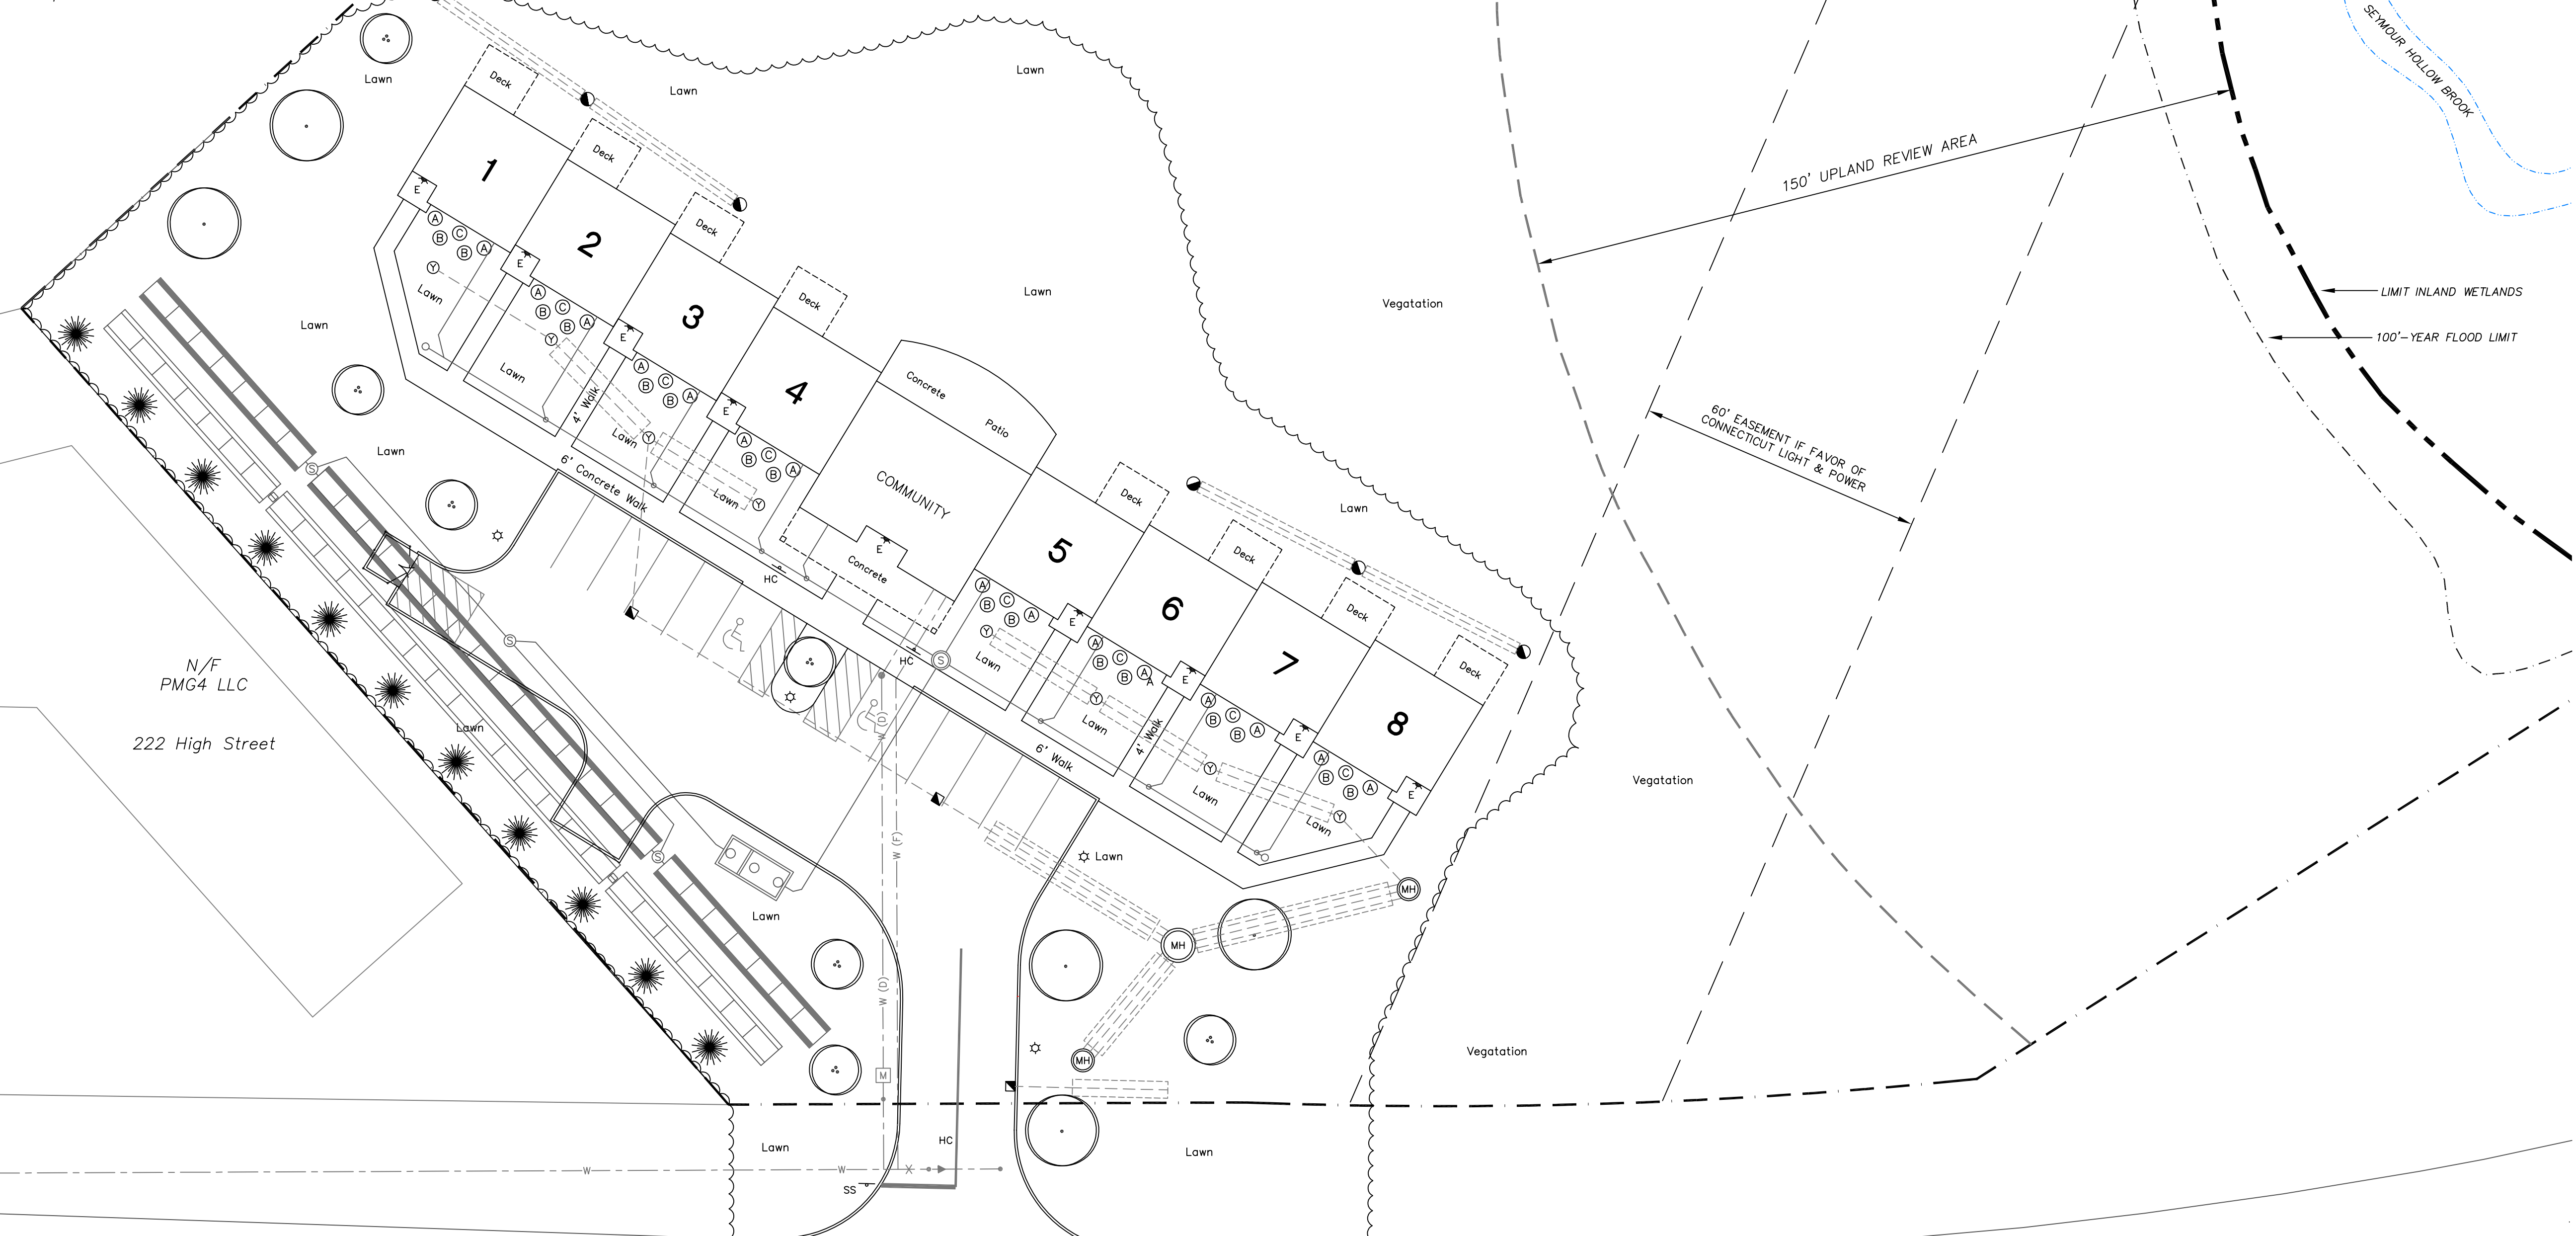 SEYMOUR HOLLOW BROOK
Lawn
Deck
Lawn
Lawn
150' UPLAND REVIEW AREA
1
Deck
E
A
C
B
B
A
2
Deck
Y
Lawn
E
A
C
B
B
A
3
Deck
Lawn
Vegatation
LIMIT INLAND WETLANDS
100'-YEAR FLOOD LIMIT
Lawn
Y
Lawn
E
A
C
B
B
A
4
Concrete
Patio
60' EASEMENT IF FAVOR OF
CONNECTICUT LIGHT & POWER
4' Walk
Lawn
Y
E
A
C
B
B
A
COMMUNITY
Lawn
S
6' Concrete Walk
Lawn
Y
E
Concrete
Deck
5
Lawn
HC
HC
S
A
C
B
B
A
Y
Lawn
E
Deck
6
S
A
C
B
B
A
A
Y
Lawn
4' Walk
E
Deck
7
A
C
B
B
A
Y
Lawn
E
Deck
8
A
C
B
B
A
Y
Lawn
E
N/F
PMG4 LLC
222 High Street
Lawn
W (D)
6' Walk
Vegatation
S
W (F)
Lawn
Lawn
MH
MH
W (D)
MH
M
Vegatation
Lawn
HC
Lawn
W
W
SS